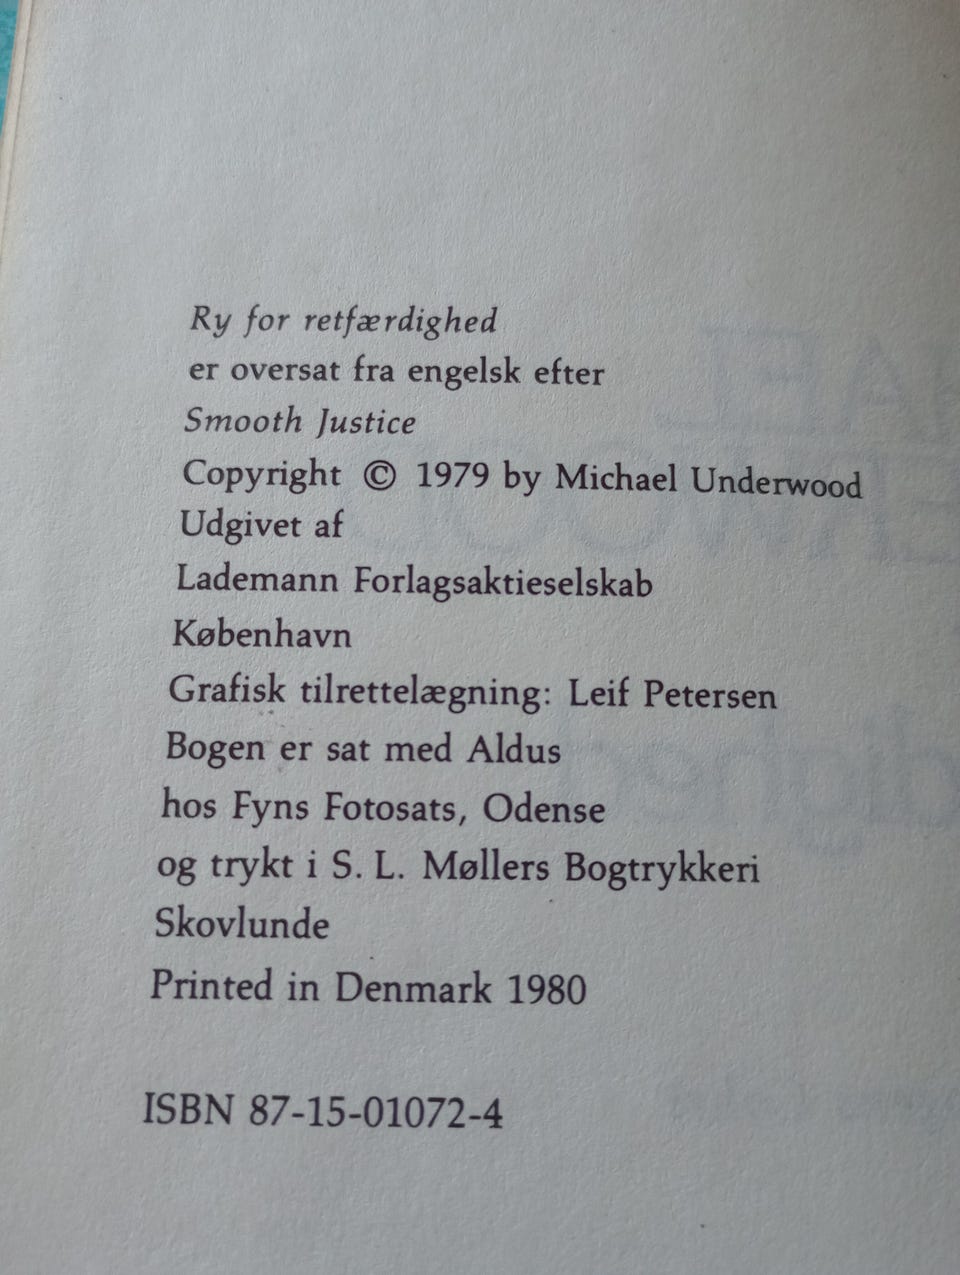 Ry for retfærdighed
er oversat fra engelsk efter
Smooth Justice
Copyright © 1979 by Michael Underwood
Udgivet af
Lademann Forlagsaktieselskab
København
Grafisk tilrettelægning: Leif Petersen
Bogen er sat med Aldus
hos Fyns Fotosats, Odense
og trykt i S. L. Møllers Bogtrykkeri
Skovlunde
Printed in Denmark 1980
ISBN 87-15-01072-4